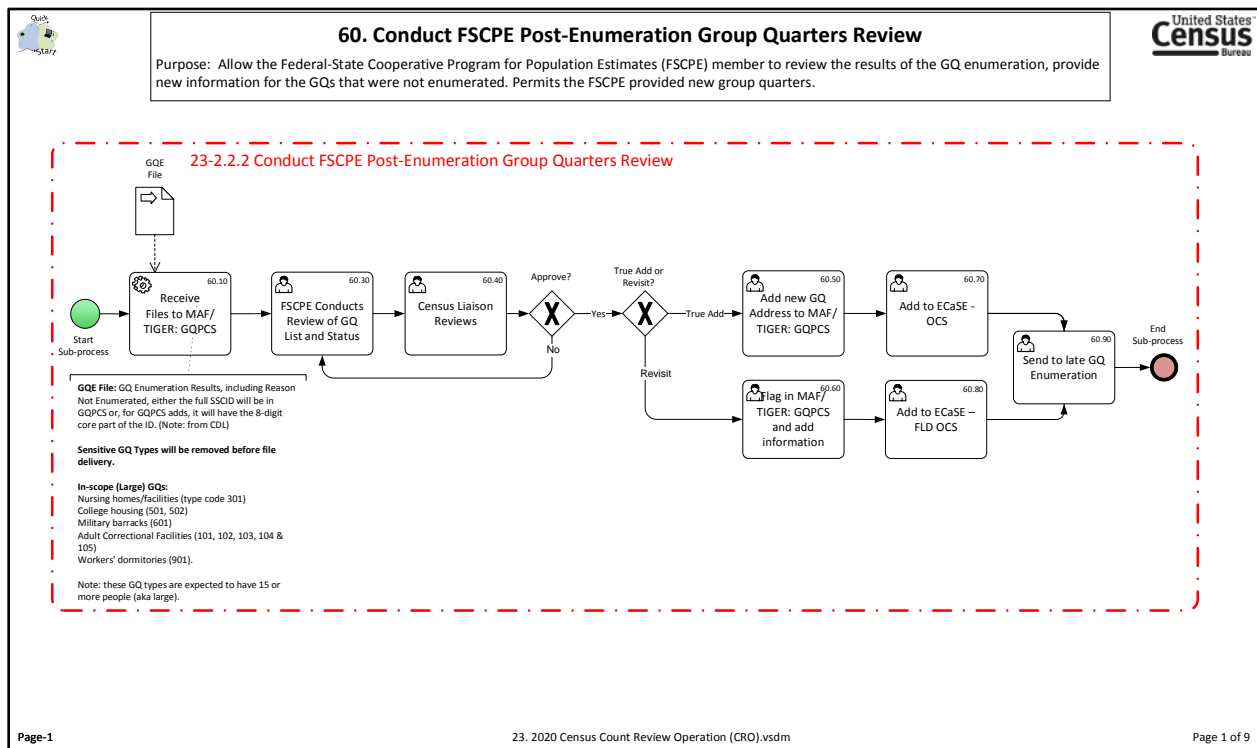 Quick
Start
60. Conduct FSCPE Post-Enumeration Group Quarters Review
Purpose: Allow the Federal-State Cooperative Program for Population Estimates (FSCPE) member to review the results of the GQ enumeration, provide
new information for the GQs that were not enumerated. Permits the FSCPE provided new group quarters.
United States™
Census
Bureau
23-2.2.2 Conduct FSCPE Post-Enumeration Group Quarters Review
GQE
File
Start
Sub-process
60.10
Receive
Files to MAF/
TIGER: GQPCS
60.30
FSCPE Conducts
Review of GQ
List and Status
60.40
Census Liaison
Reviews
Approve?
X
Yes
No
True Add or
Revisit?
X
True Add
Revisit
60.50
Add new GQ
Address to MAF/
TIGER: GQPCS
60.70
Add to ECaSE -
OCS
60.60
Flag in MAF/
TIGER: GQPCS
and add
information
60.80
Add to ECaSE –
FLD OCS
60.90
Send to late GQ
Enumeration
End
Sub-process
GQE File: GQ Enumeration Results, including Reason
Not Enumerated, either the full SSCID will be in
GQPCS or, for GQPCS adds, it will have the 8-digit
core part of the ID. (Note: from CDL)
Sensitive GQ Types will be removed before file
delivery.
In-scope (Large) GQs:
Nursing homes/facilities (type code 301)
College housing (501, 502)
Military barracks (601)
Adult Correctional Facilities (101, 102, 103, 104 &
105)
Workers' dormitories (901).
Note: these GQ types are expected to have 15 or
more people (aka large).
Page-1
23. 2020 Census Count Review Operation (CRO).vsdm
Page 1 of 9